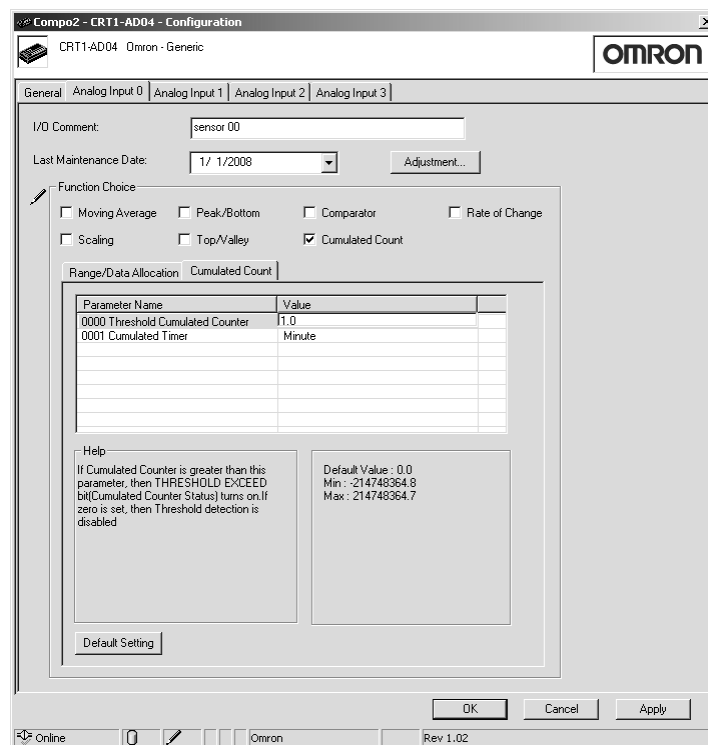 Compo2 - CRT1-AD04 - Configuration
CRT1-AD04 Omron - Generic
OMRON
General Analog Input 0 Analog Input 1 Analog Input 2 Analog Input 3
I/O Comment: sensor 00
Last Maintenance Date: 1/ 1/2008 Adjustment...
Function Choice
Moving Average Peak/Bottom Comparator Rate of Change
Scaling Top/Valley Cumulated Count
Range/Data Allocation Cumulated Count
Parameter Name Value
0000 Threshold Cumulated Counter 1.0
0001 Cumulated Timer Minute
Help
If Cumulated Counter is greater than this
parameter, then THRESHOLD EXCEED
bit(Cumulated Counter Status) turns on.If
zero is set, then Threshold detection is
disabled
Default Value : 0.0
Min : -214748364.8
Max : 214748364.7
Default Setting
OK Cancel Apply
Online Omron Rev 1.02